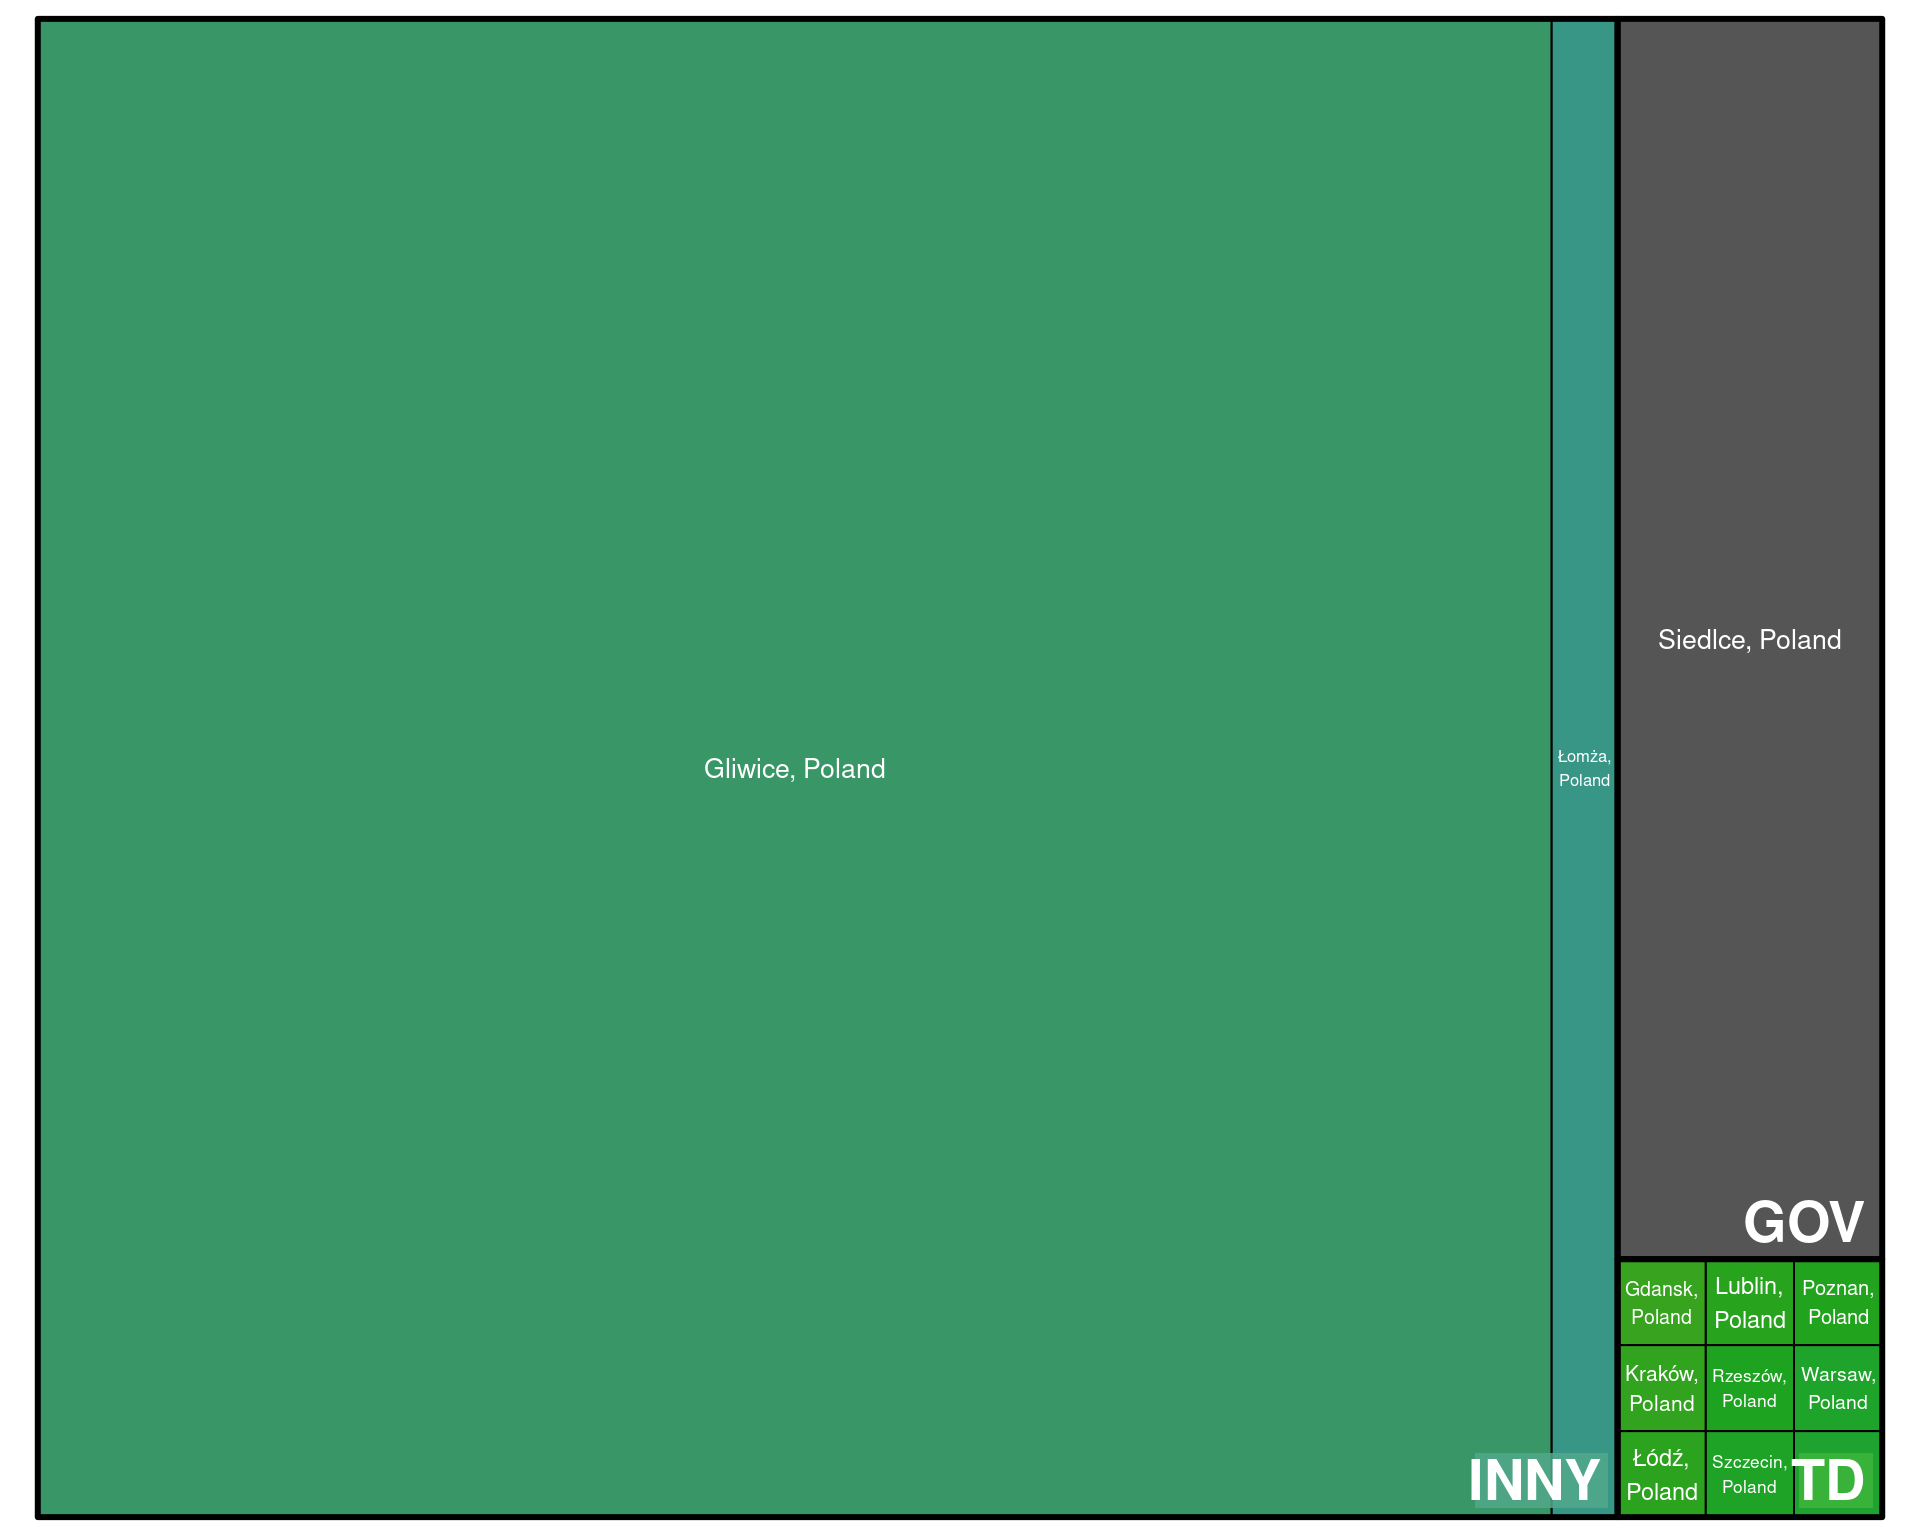 Gliwice, Poland
Łomża,
Poland
INNY
Siedlce, Poland
GOV
Gdansk,
Poland
Lublin,
Poland
Poznan,
Poland
Kraków,
Poland
Rzeszów,
Poland
Warsaw,
Poland
Łódź,
Poland
Szczecin,
Poland
TD